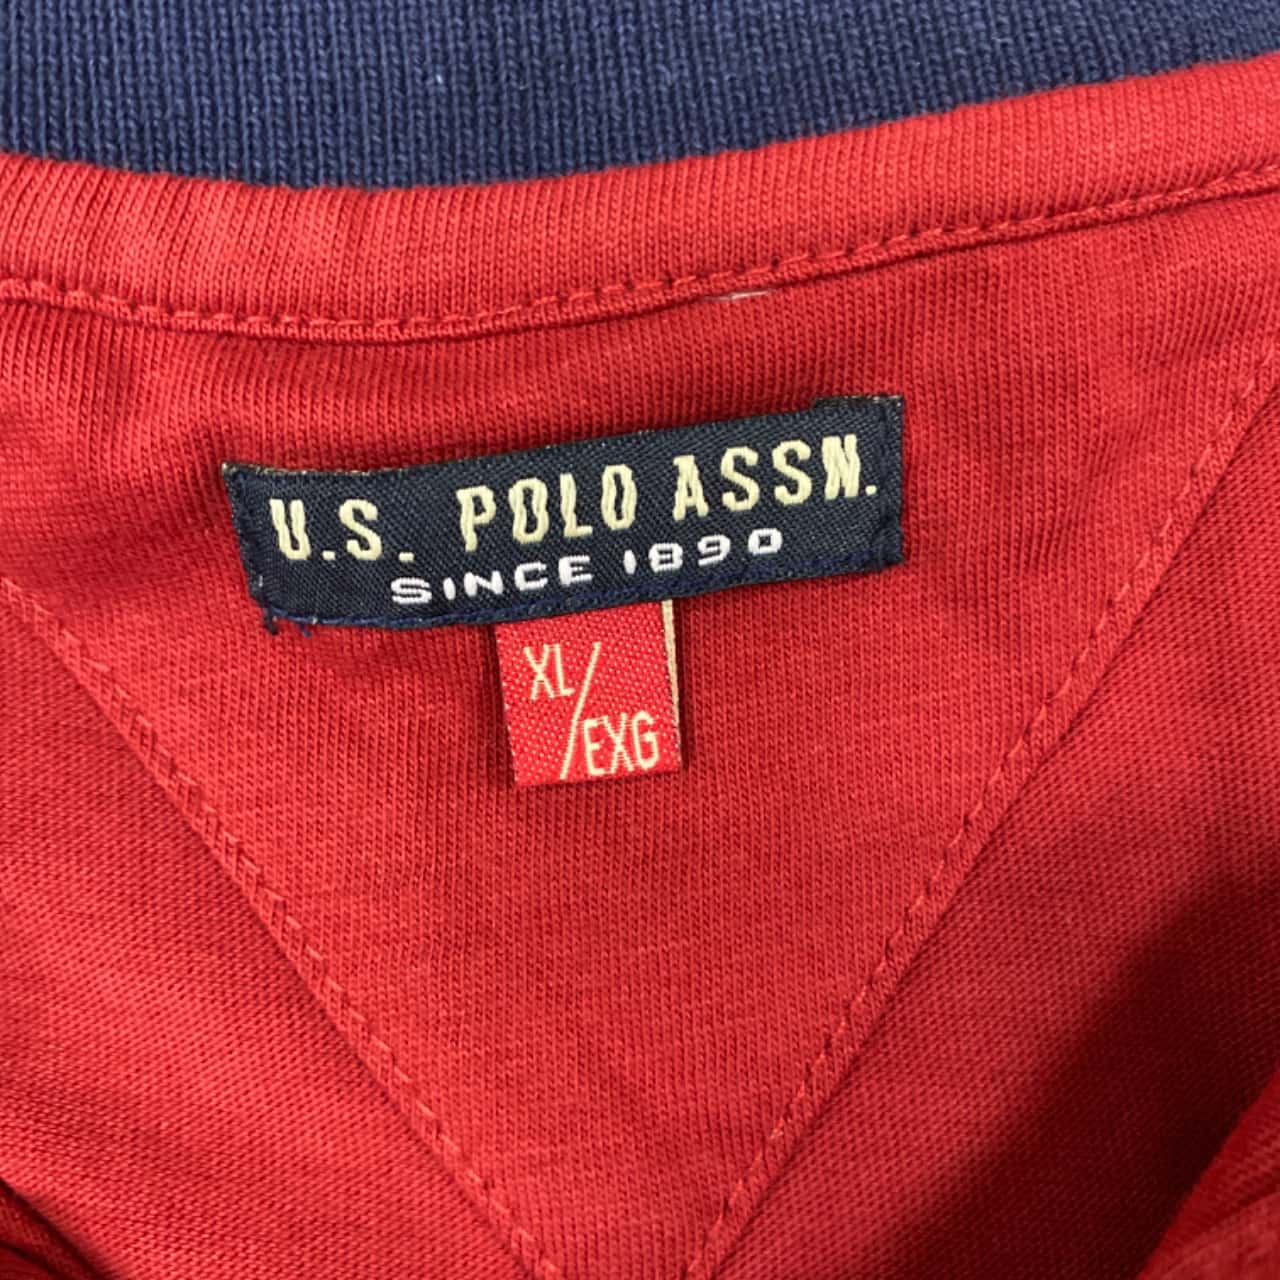 U.S. POLO ASSN.
SINCE 1890
XL/
EXG